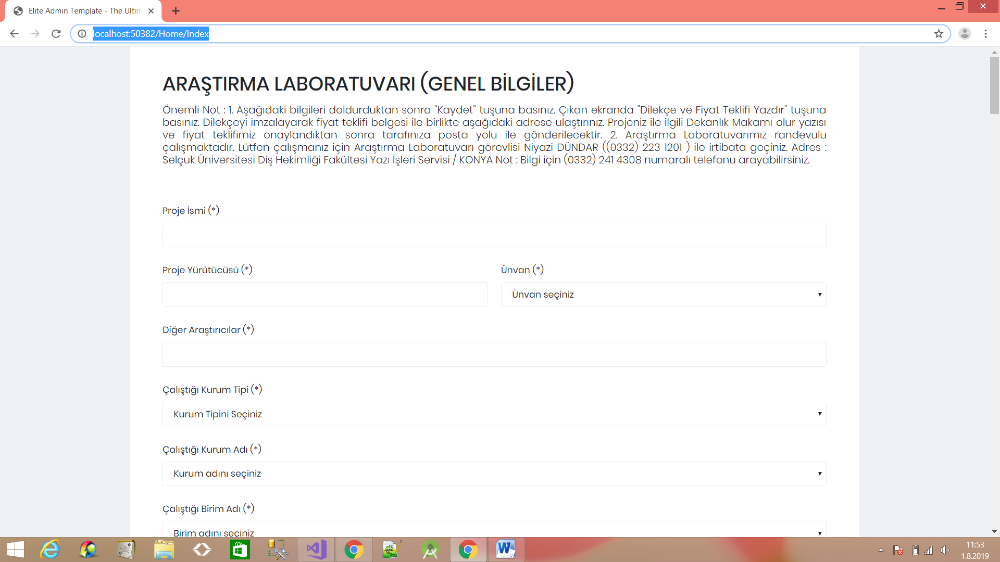 Elite Admin Template - The Ultim
localhost:50382/Home/Index
ARAŞTIRMA LABORATUVARI (GENEL BİLGİLER)
Önemli Not : 1. Aşağıdaki bilgileri doldurduktan sonra "Kaydet" tuşuna basınız. Çıkan ekranda "Dilekçe ve Fiyat Teklifi Yazdır" tuşuna
basınız. Dilekçeyi imzalayarak fiyat teklifi belgesi ile birlikte aşağıdaki adrese ulaştırınız. Projeniz ile ilgili Dekanlık Makamı olur yazısı
ve fiyat teklifimiz onaylandıktan sonra tarafınıza posta yolu ile gönderilecektir. 2. Araştırma Laboratuvarımız randevulu
çalışmaktadır. Lütfen çalışmanız için Araştırma Laboratuvarı görevlisi Niyazi DÜNDAR ((0332) 223 1201 ) ile irtibata geçiniz. Adres :
Selçuk Üniversitesi Diş Hekimliği Fakültesi Yazı İşleri Servisi / KONYA Not : Bilgi için (0332) 241 4308 numaralı telefonu arayabilirsiniz.
Proje İsmi (*)
Proje Yürütücüsü (*)
Ünvan (*)
Ünvan seçiniz
Diğer Araştırıcılar (*)
Çalıştığı Kurum Tipi (*)
Kurum Tipini Seçiniz
Çalıştığı Kurum Adı (*)
Kurum adını seçiniz
Çalıştığı Birim Adı (*)
Birim adını seçiniz
11:53
1.8.2019